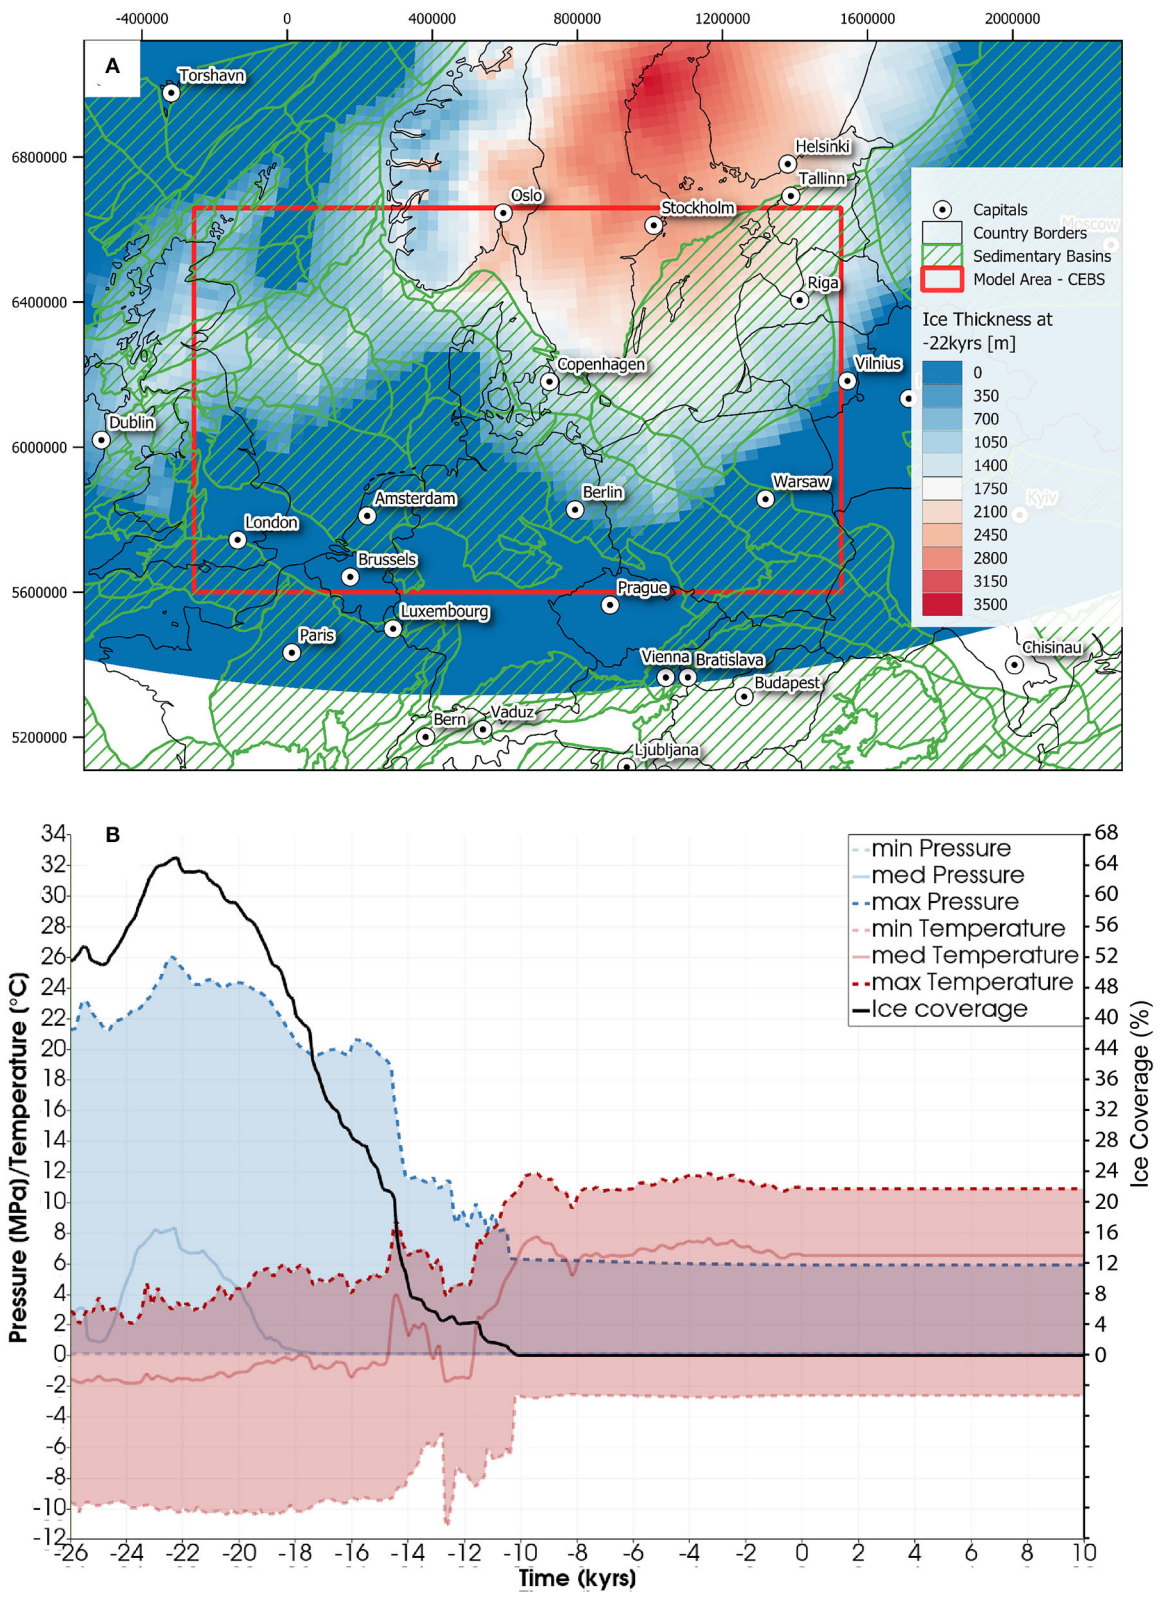 -400000 0 400000 800000 1200000 1600000 2000000
A
Torshavn
6800000
Helsinki
Tallinn
Oslo
Stockholm
Capitals
Moscow
Country Borders
Sedimentary Basins
Model Area - CEBS
Riga
6400000
Ice Thickness at
-22kyrs [m]
Copenhagen
Vilnius
0
350
700
1050
1400
1750
2100
2450
2800
3150
3500
Dublin
6000000
Berlin
Warsaw
Amsterdam
Kyiv
London
Brussels
5600000
Prague
Luxembourg
Paris
Chisinau
Vienna
Bratislava
Budapest
Bern
Vaduz
5200000
Ljubljana
B
34
32
30
28
26
24
22
20
18
16
14
12
10
8
6
4
2
0
-2
-4
-6
-8
-10
-12
Pressure (MPa)/Temperature (°C)
min Pressure
med Pressure
max Pressure
min Temperature
med Temperature
max Temperature
Ice coverage
68
64
60
56
52
48
40
44
36
32
28
24
20
16
12
8
4
0
Ice Coverage (%)
-26 -24 -22 -20 -18 -16 -14 -12 -10 -8 -6 -4 -2 0 2 4 6 8 10
Time (kyrs)